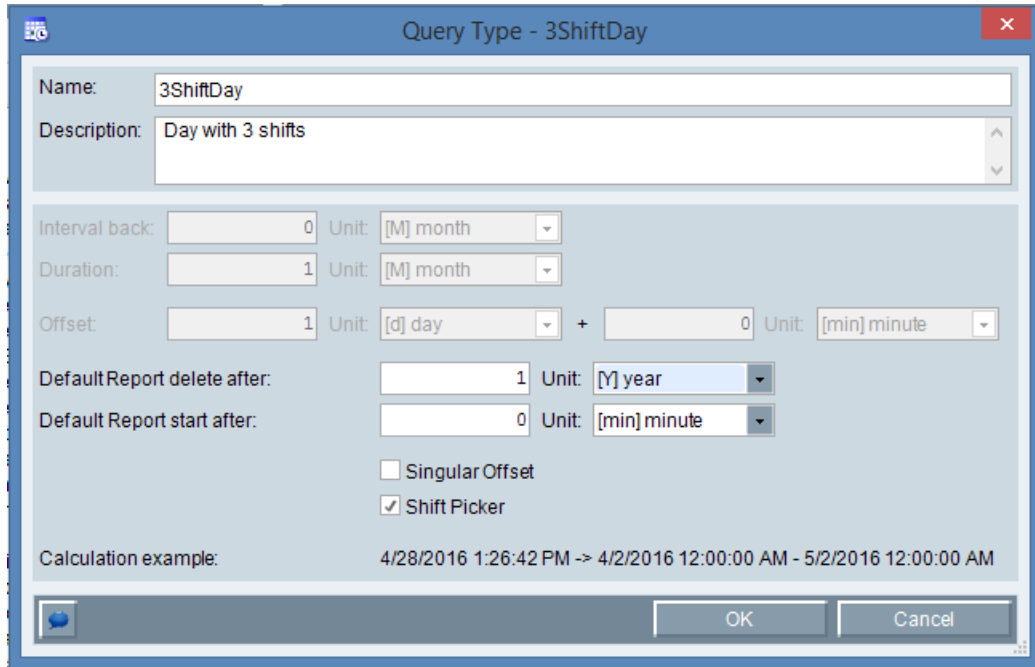 Query Type - 3ShiftDay
Name: 3ShiftDay
Description: Day with 3 shifts
Interval back: 0 Unit: [M] month
Duration: 1 Unit: [M] month
Offset: 1 Unit: [d] day + 0 Unit: [min] minute
Default Report delete after: 1 Unit: [Y] year
Default Report start after: 0 Unit: [min] minute
Singular Offset
Shift Picker
Calculation example: 4/28/2016 1:26:42 PM -> 4/2/2016 12:00:00 AM - 5/2/2016 12:00:00 AM
OK Cancel